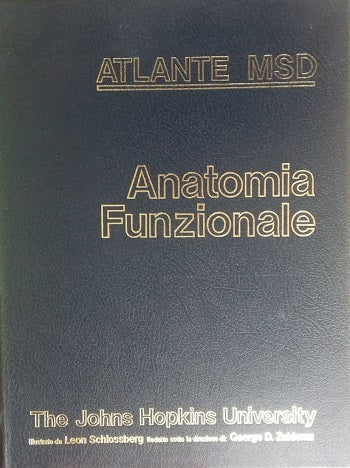 ATLANTE MSD
Anatomia
Funzionale
The Johns Hopkins University
Illustrato da Leon Schlossberg Redatto sotto la direzione di: George D. Zuidema